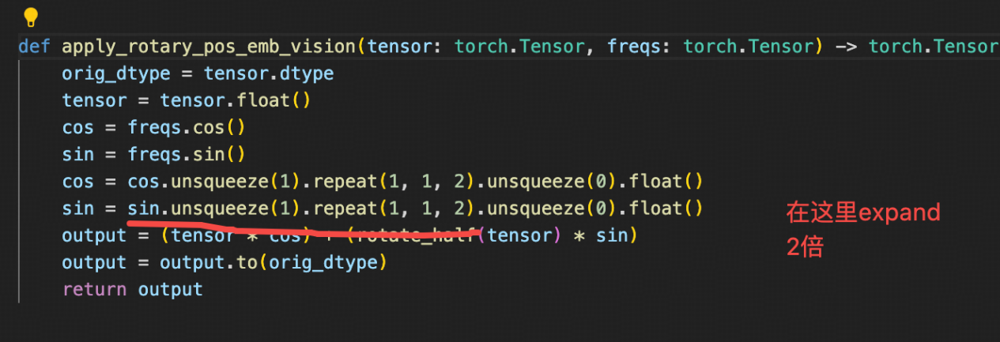 def apply_rotary_pos_emb_vision(tensor: torch.Tensor, freqs: torch.Tensor) -> torch.Tensor
orig_dtype = tensor.dtype
tensor = tensor.float()
cos = freqs.cos()
sin = freqs.sin()
cos = cos.unsqueeze(1).repeat(1, 1, 2).unsqueeze(0).float()
sin = sin.unsqueeze(1).repeat(1, 1, 2).unsqueeze(0).float()
output = (tensor * cos) + (rotate_half(tensor) * sin)
output = output.to(orig_dtype)
return output
在这里expand
2倍